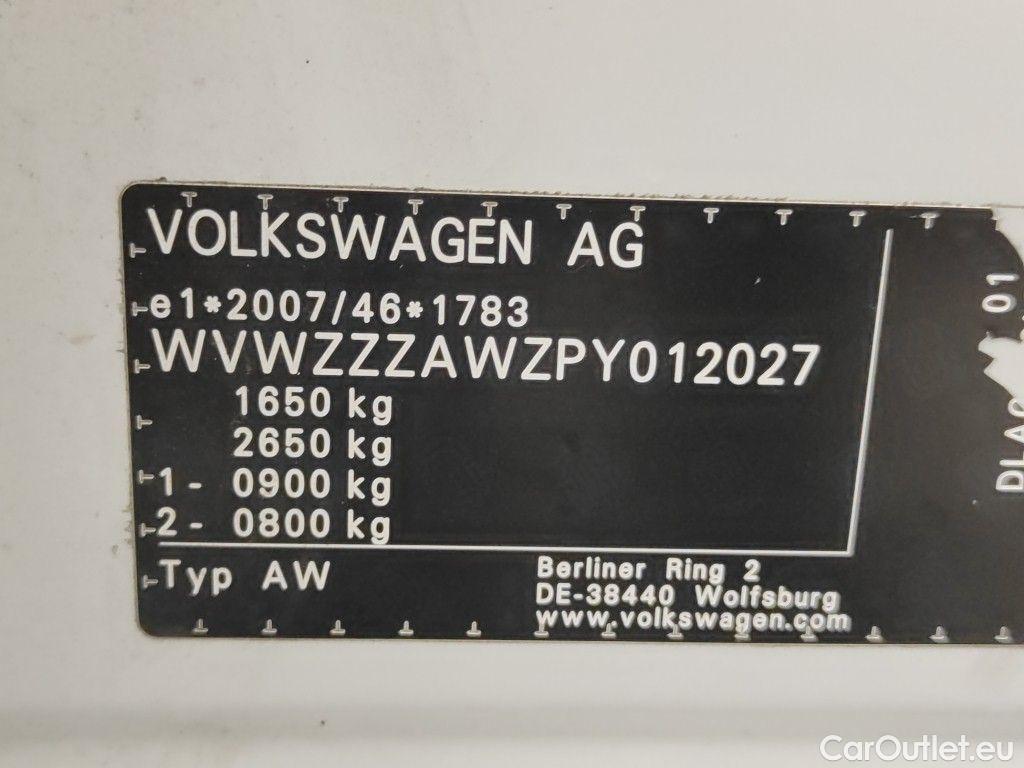 VOLKSWAGEN AG
e1*2007/46*1783
WVWZZZAWZPY012027
1650 kg
2650 kg
1- 0900 kg
2- 0800 kg
Typ AW
Berliner Ring 2
DE-38440 Wolfsburg
www.volkswagen.com
01
CarOutlet.eu